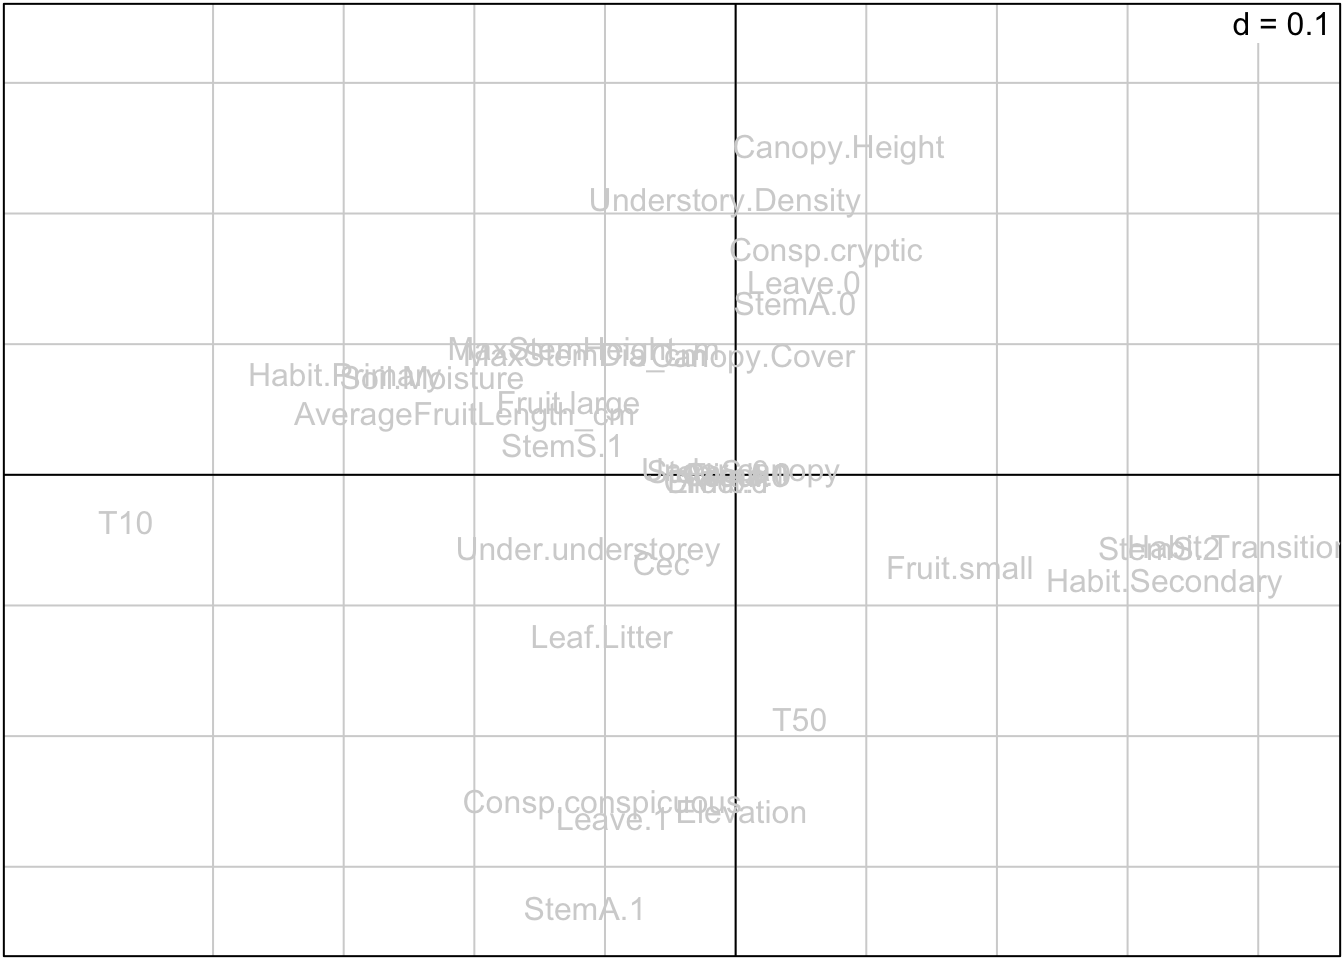 d = 0.1
Canopy.Height
Understory.Density
Consp.cryptic
Leave.0
StemA.0
MaxStemHeight_m
MaxStemDia_cm
Canopy.Cover
Habit.Primary
Soil.Moisture
Fruit.large
AverageFruitLength_cm
StemS.1
T10
Under.understorey
Cec
Fruit.small
StemS.2
Habit.Transition
Habit.Secondary
Leaf.Litter
T50
Consp.conspicuous
Leave.1
Elevation
StemA.1